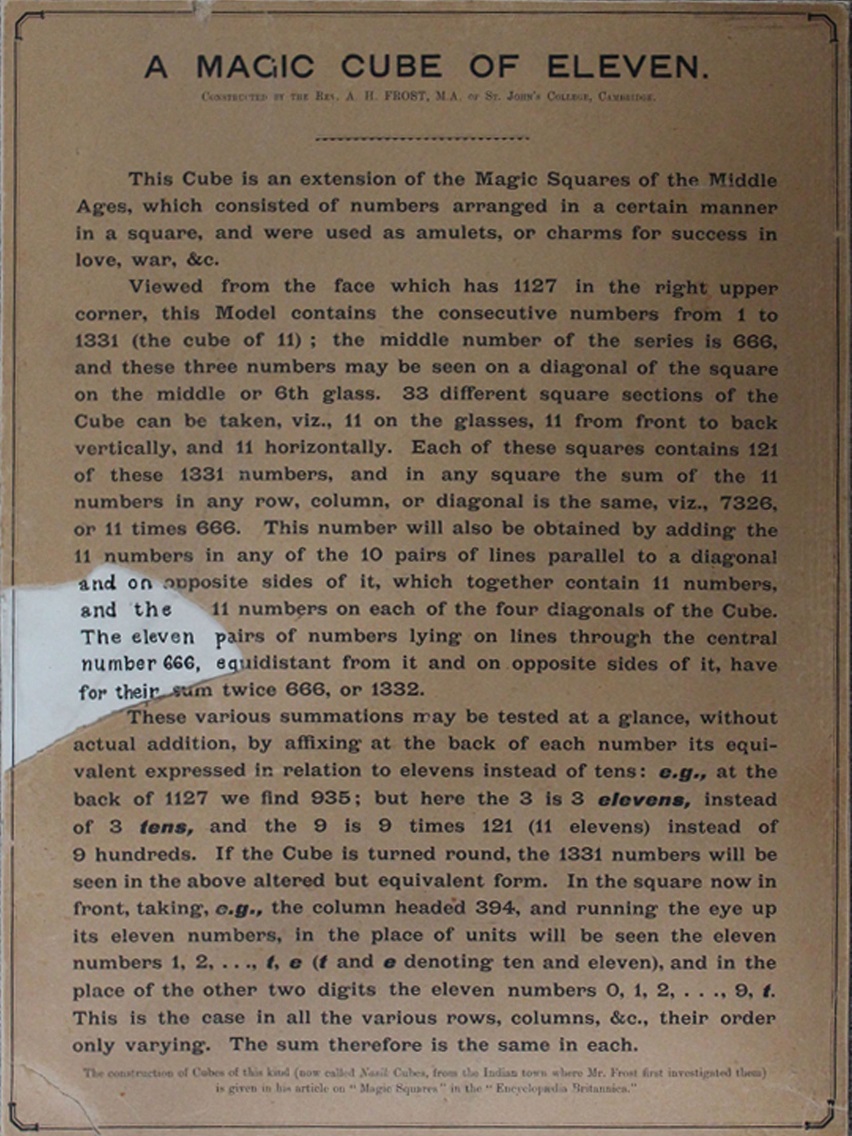 A MAGIC CUBE OF ELEVEN.
Constructed by the Rev. A. H. FROST, M.A. of St. John's College, Cambridge.
This Cube is an extension of the Magic Squares of the Middle
Ages, which consisted of numbers arranged in a certain manner
in a square, and were used as amulets, or charms for success in
love, war, &c.
Viewed from the face which has 1127 in the right upper
corner, this Model contains the consecutive numbers from 1 to
1331 (the cube of 11) ; the middle number of the series is 666,
and these three numbers may be seen on a diagonal of the square
on the middle or 6th glass. 33 different square sections of the
Cube can be taken, viz., 11 on the glasses, 11 from front to back
vertically, and 11 horizontally. Each of these squares contains 121
of these 1331 numbers, and in any square the sum of the 11
numbers in any row, column, or diagonal is the same, viz., 7326,
or 11 times 666. This number will also be obtained by adding the
11 numbers in any of the 10 pairs of lines parallel to a diagonal
and on opposite sides of it, which together contain 11 numbers,
and the 11 numbers on each of the four diagonals of the Cube.
The eleven pairs of numbers lying on lines through the central
number 666, equidistant from it and on opposite sides of it, have
for their sum twice 666, or 1332.
These various summations may be tested at a glance, without
actual addition, by affixing at the back of each number its equi-
valent expressed in relation to elevens instead of tens: e.g., at the
back of 1127 we find 935; but here the 3 is 3 elevens, instead
of 3 tens, and the 9 is 9 times 121 (11 elevens) instead of
9 hundreds. If the Cube is turned round, the 1331 numbers will be
seen in the above altered but equivalent form. In the square now in
front, taking, e.g., the column headed 394, and running the eye up
its eleven numbers, in the place of units will be seen the eleven
numbers 1, 2, . . ., t, e (t and e denoting ten and eleven), and in the
place of the other two digits the eleven numbers 0, 1, 2, . . ., 9, t.
This is the case in all the various rows, columns, &c., their order
only varying. The sum therefore is the same in each.
The construction of Cubes of this kind (now called Nasik Cubes, from the Indian town where Mr. Frost first investigated them)
is given in his article on "Magic Squares" in the "Encyclopædia Britannica."